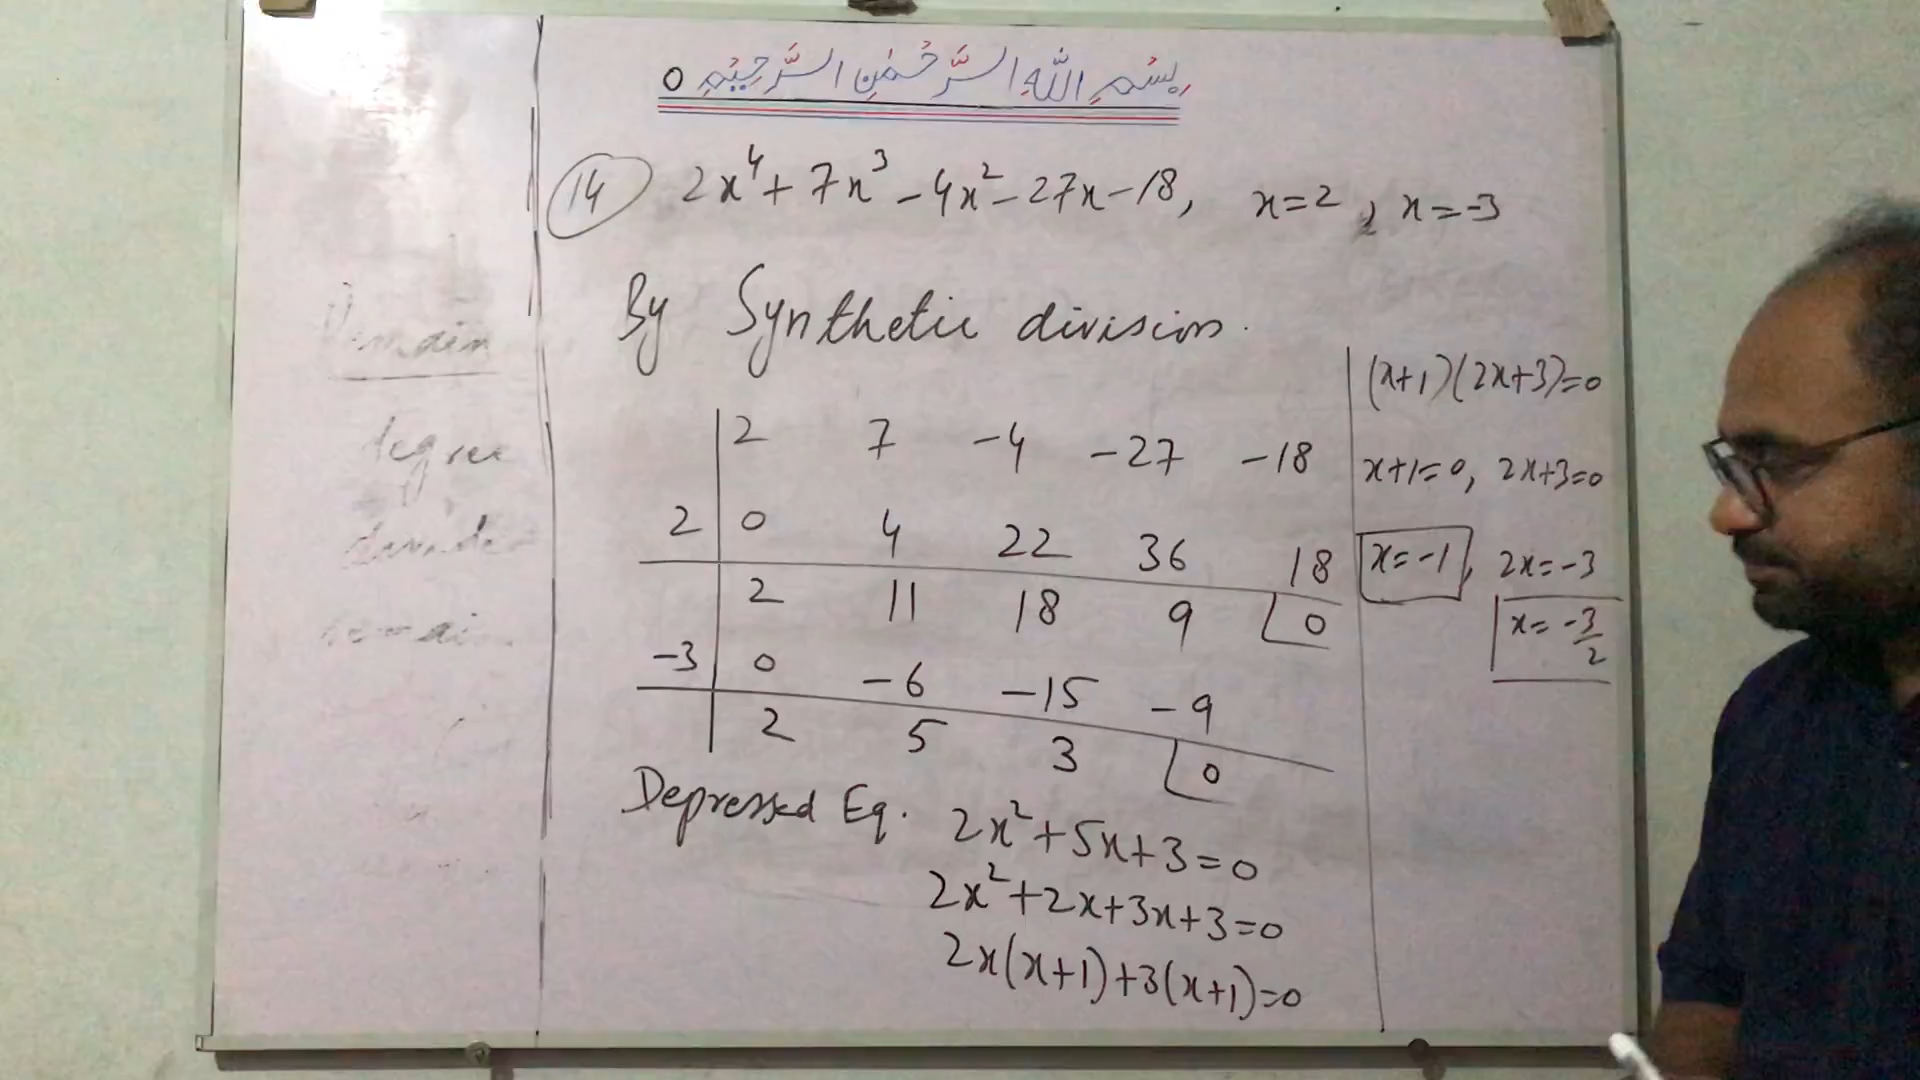 بِسْمِ اللّٰهِ الرَّحْمٰنِ الرَّحِيْمِ ○
14 2x⁴ + 7x³ - 4x² - 27x - 18, x=2, x=-3
By Synthetic division.
2 7 -4 -27 -18
2 0 4 22 36 18
2 11 18 9 0
-3 0 -6 -15 -9
2 5 3 0
Depressed Eq. 2x² + 5x + 3 = 0
2x² + 2x + 3x + 3 = 0
2x(x+1) + 3(x+1) = 0
(x+1)(2x+3)=0
x+1=0, 2x+3=0
x=-1, 2x=-3
x=-3/2
degree